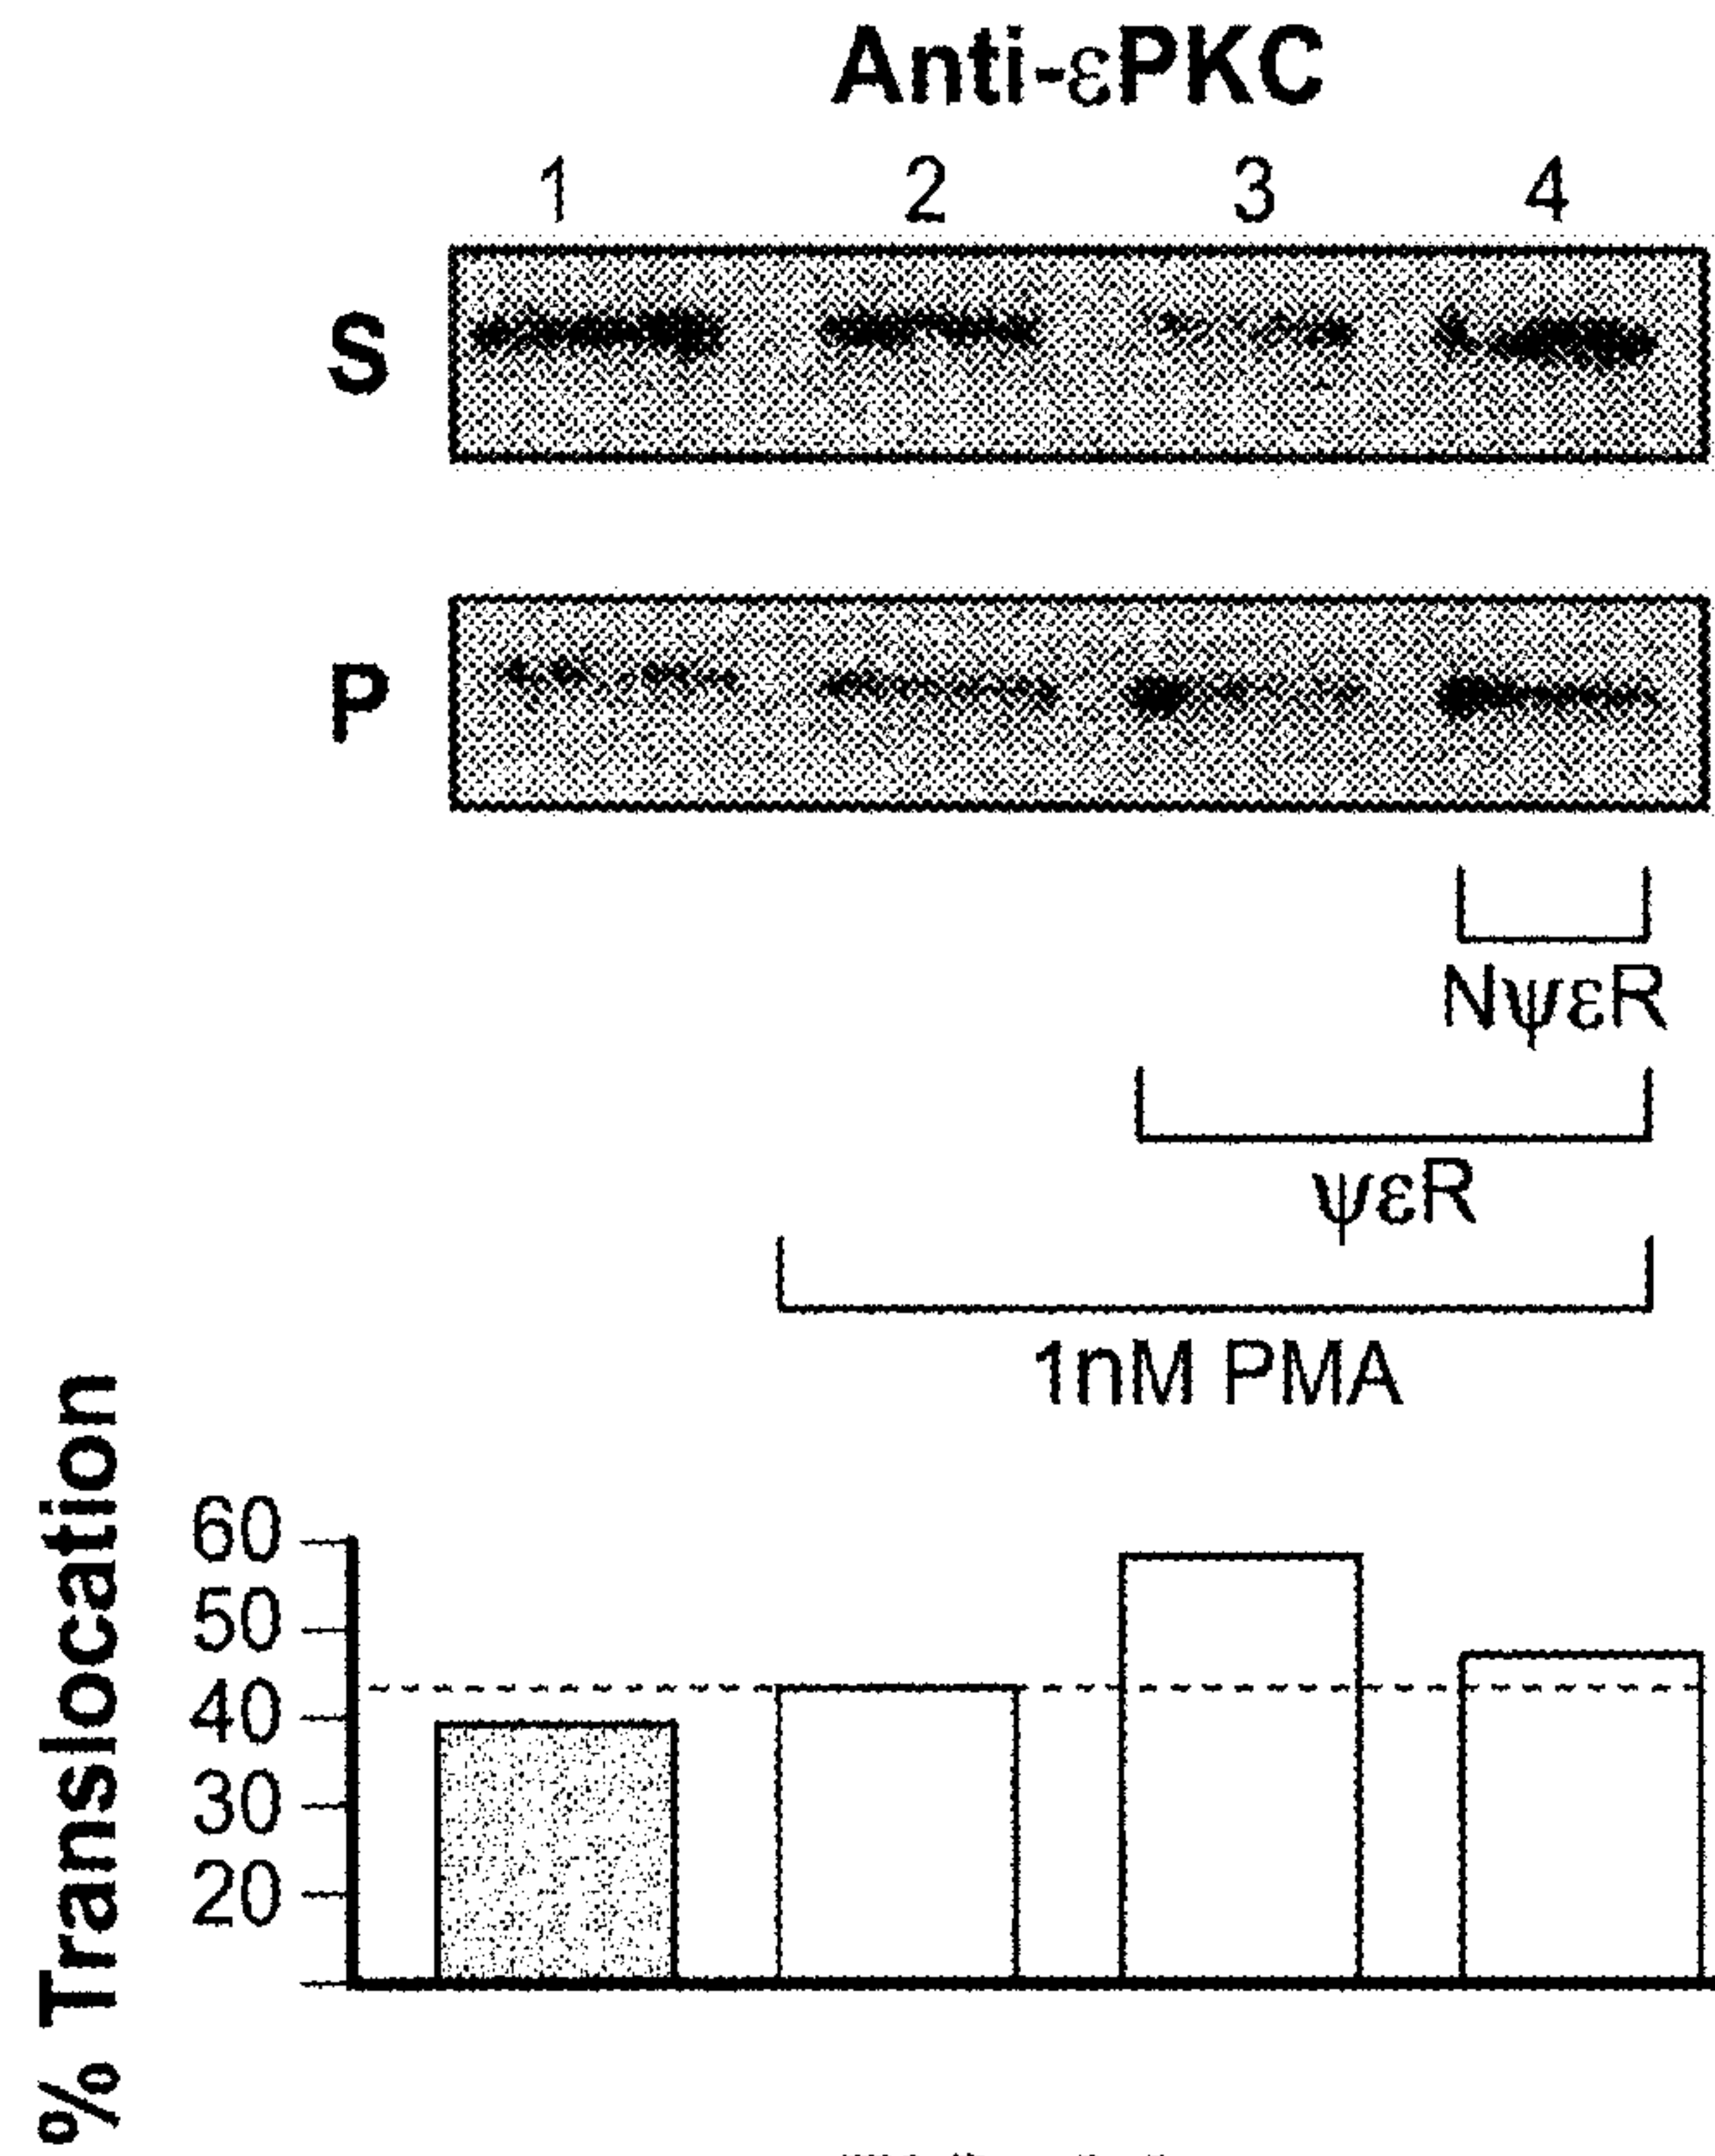 Anti-εPKC
1 2 3 4
S
P
NψεR
ψεR
1nM PMA
% Translocation
60
50
40
30
20